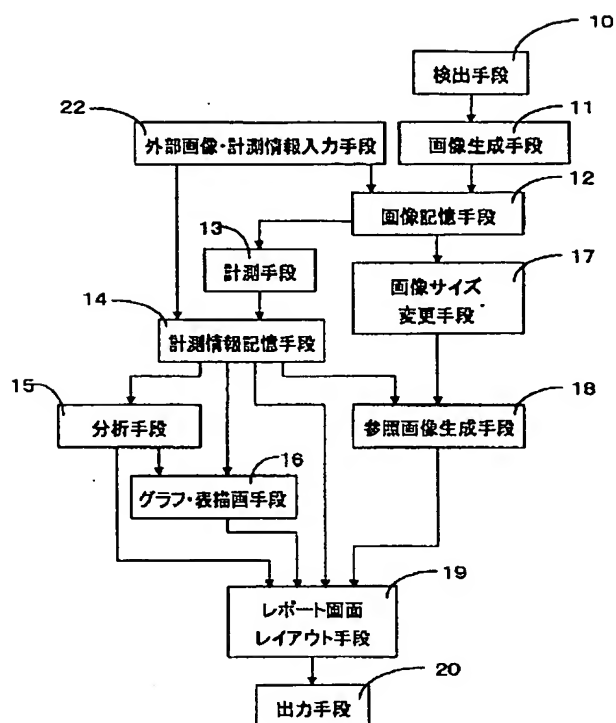 10
検出手段
22
11
外部画像・計測情報入力手段
画像生成手段
12
画像記憶手段
13
計測手段
17
画像サイズ
変更手段
14
計測情報記憶手段
15
分析手段
18
参照画像生成手段
16
グラフ・表描画手段
19
レポート画面
レイアウト手段
20
出力手段